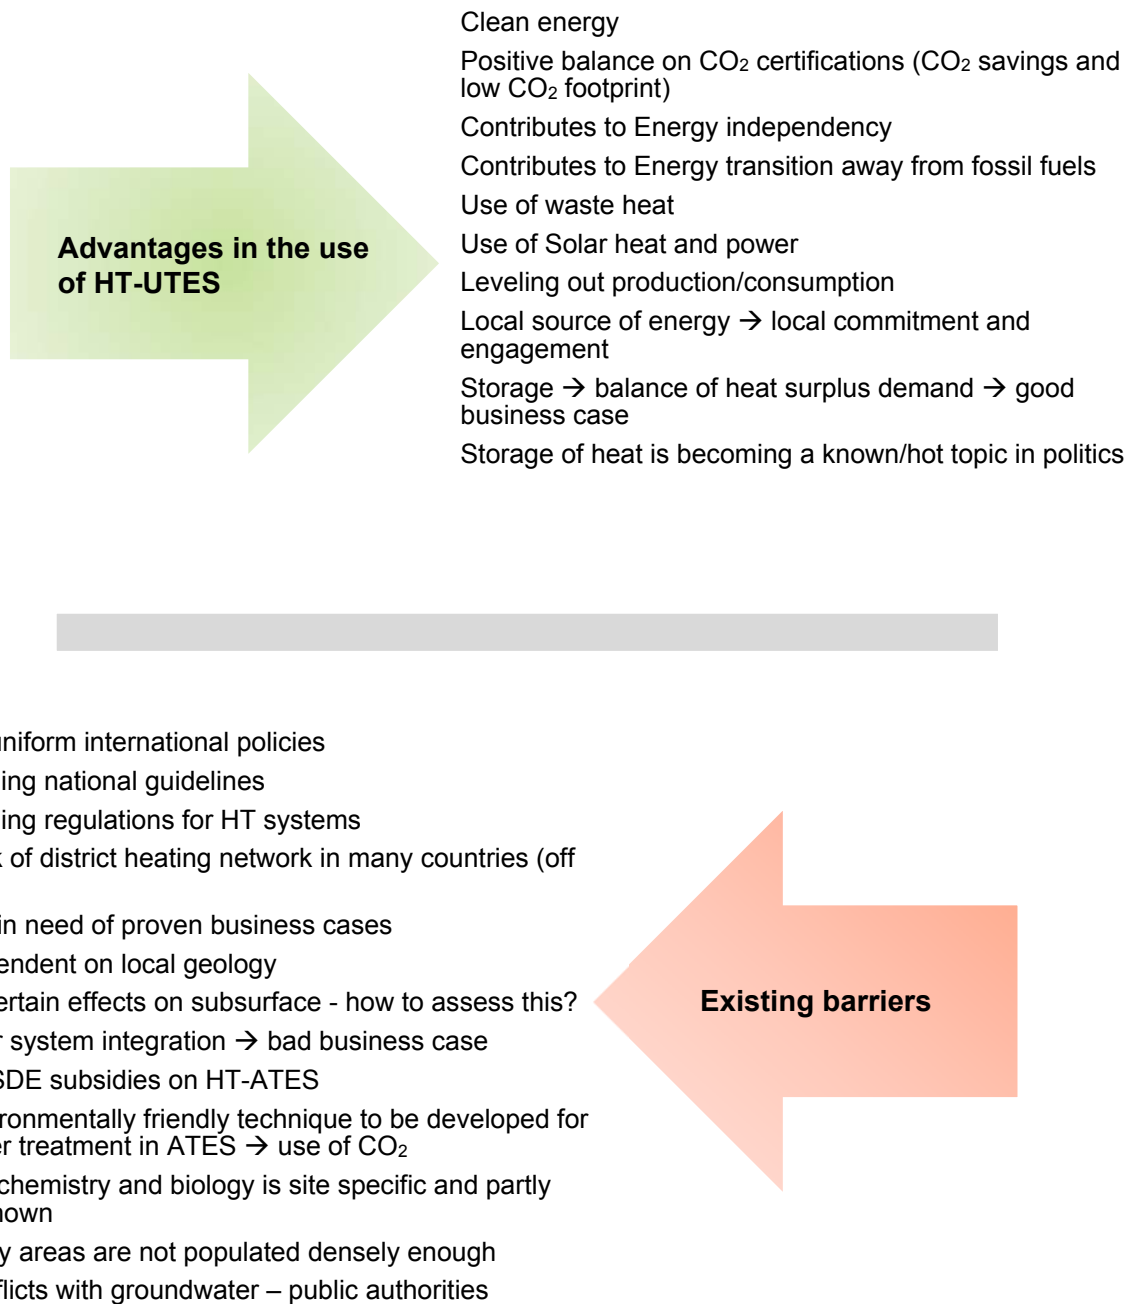 Clean energy
Positive balance on CO₂ certifications (CO₂ savings and
low CO₂ footprint)
Contributes to Energy independency
Contributes to Energy transition away from fossil fuels
Use of waste heat
Use of Solar heat and power
Leveling out production/consumption
Local source of energy → local commitment and
engagement
Storage → balance of heat surplus demand → good
business case
Storage of heat is becoming a known/hot topic in politics
Advantages in the use
of HT-UTES
uniform international policies
ing national guidelines
ing regulations for HT systems
k of district heating network in many countries (off
in need of proven business cases
endent on local geology
ertain effects on subsurface - how to assess this?
r system integration → bad business case
SDE subsidies on HT-ATES
ronmentally friendly technique to be developed for
er treatment in ATES → use of CO₂
chemistry and biology is site specific and partly
nown
y areas are not populated densely enough
flicts with groundwater – public authorities
Existing barriers